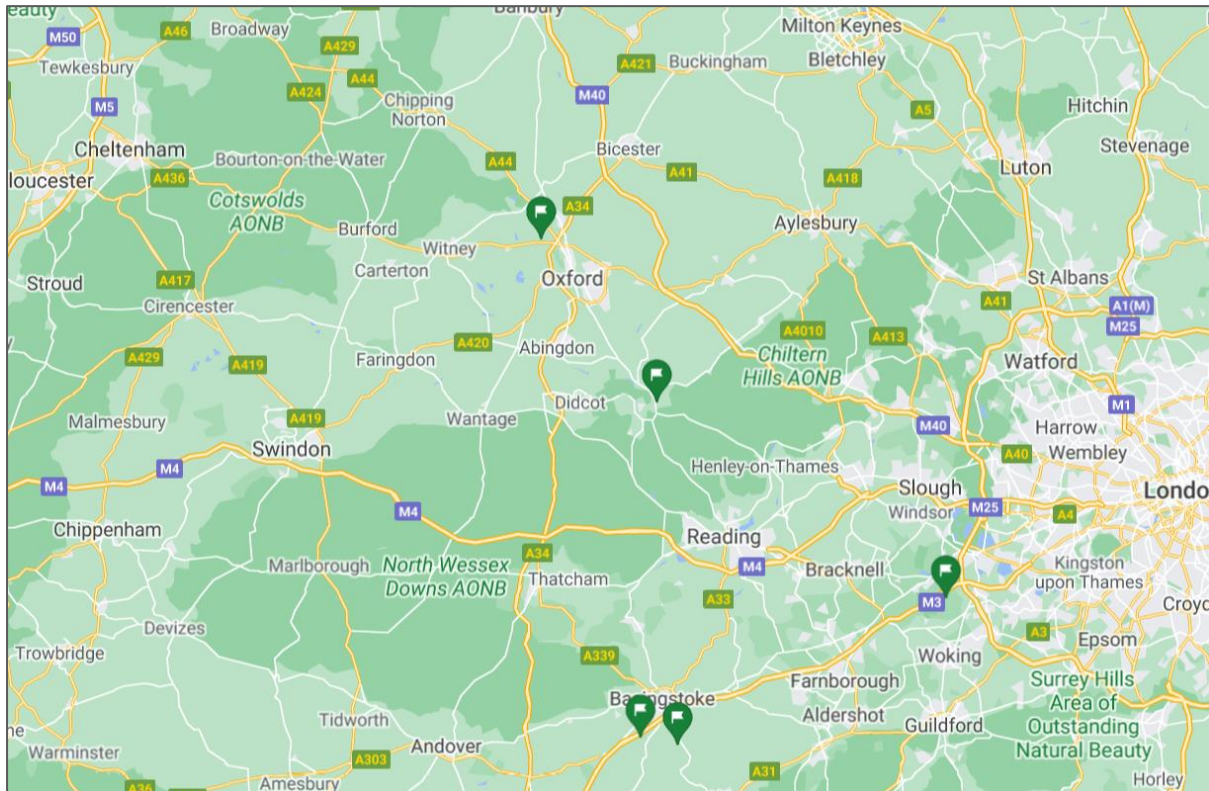 eauty
Banbury
M50
A46
Broadway
A429
Milton Keynes
Bletchley
Tewkesbury
A44
A421
Buckingham
A424
M40
M5
Chipping
Norton
A5
Hitchin
Cheltenham
Bourton-on-the-Water
A44
Bicester
A41
Stevenage
loucester
A436
A418
Luton
Cotswolds
AONB
A34
Burford
Witney
Aylesbury
Stroud
A417
Carterton
Oxford
St Albans
Cirencester
A41
A1(M)
M25
A429
A419
Faringdon
A420
Abingdon
A4010
A413
Watford
Chiltern
Hills AONB
Malmesbury
A419
Wantage
Didcot
M40
M1
Harrow
Wembley
Swindon
A40
M4
M4
Henley-on-Thames
Slough
Windsor
Londo
M4
M25
A4
Chippenham
Reading
Marlborough
North Wessex
Downs AONB
A34
Thatcham
M4
Bracknell
Kingston
upon Thames
A33
M3
Croyd
Devizes
A3
Epsom
Trowbridge
A339
Woking
Basingstoke
Farnborough
Surrey Hills
Area of
Outstanding
Natural Beauty
Tidworth
Aldershot
Guildford
ne
Warminster
Andover
A303
A31
A36
Amesbury
Horley